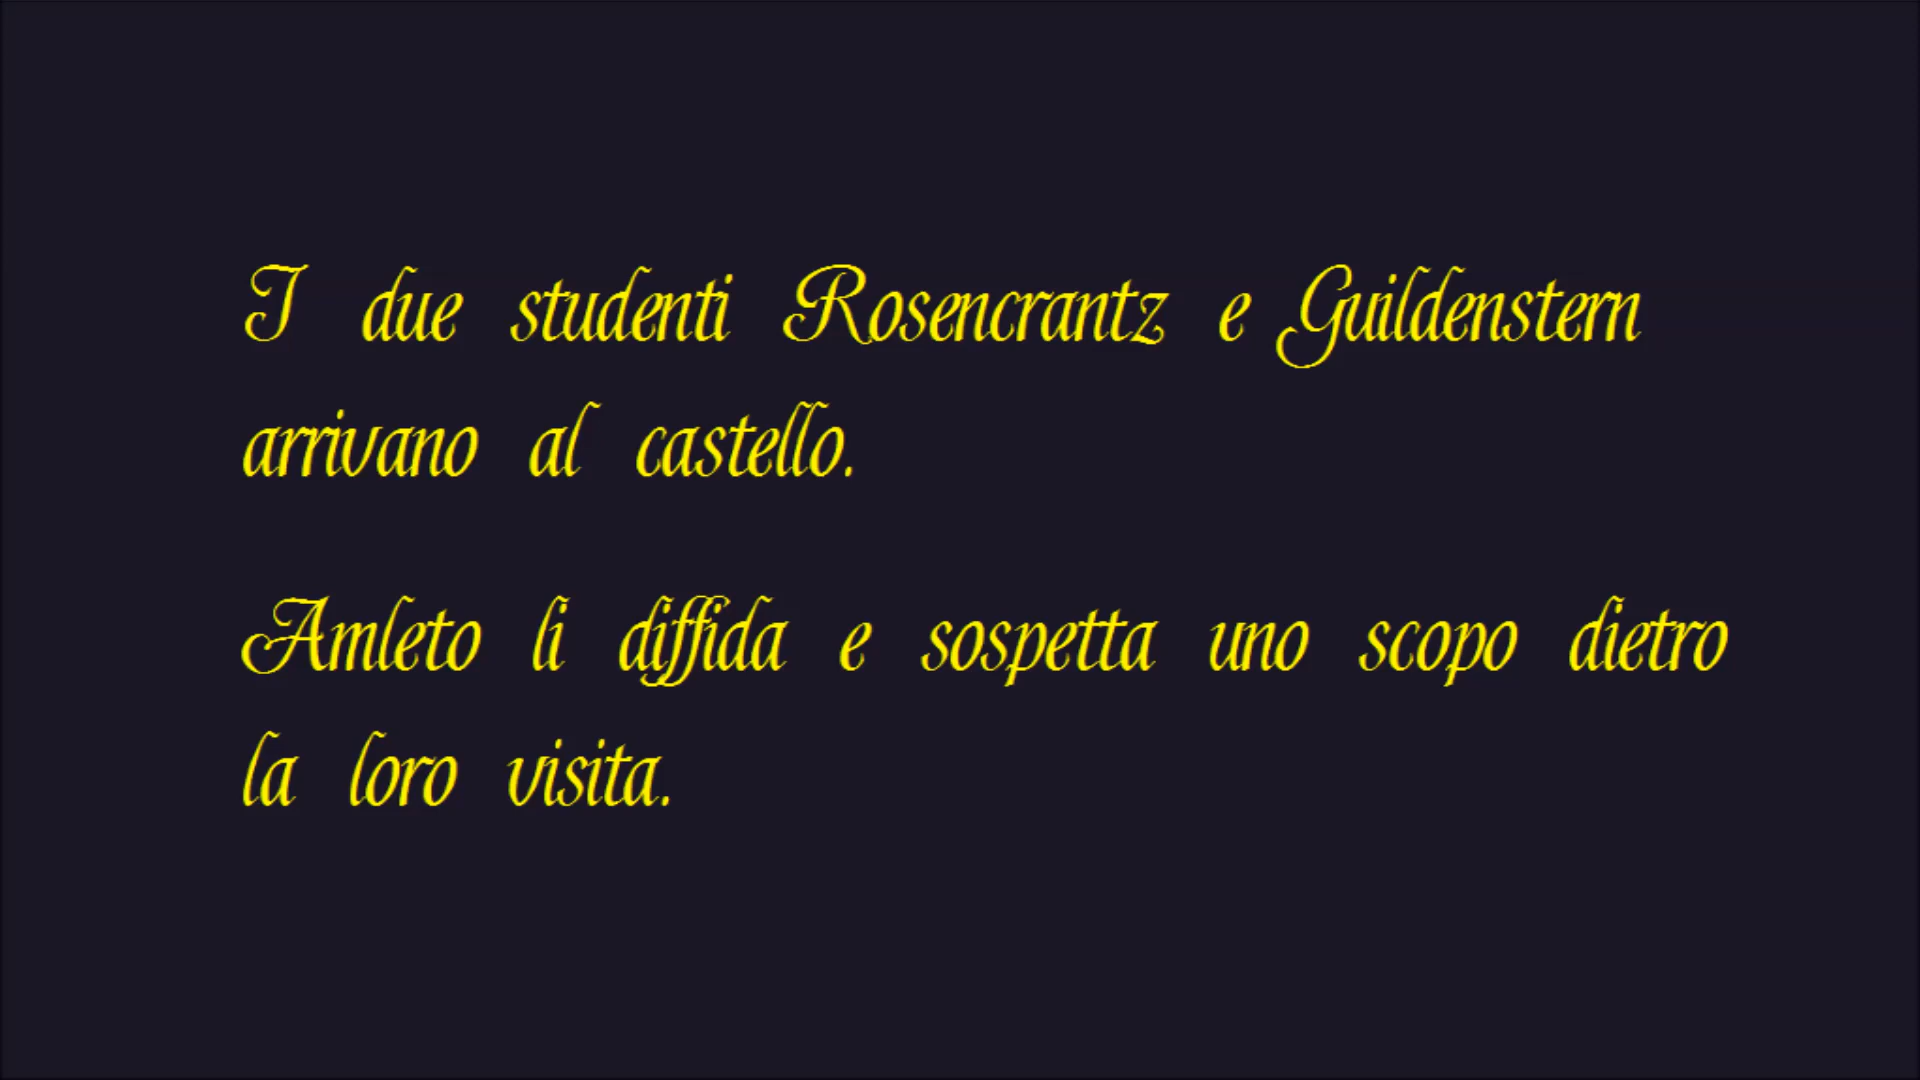 I due studenti Rosencrantz e Guildenstern
arrivano al castello.
Amleto li diffida e sospetta uno scopo dietro
la loro visita.